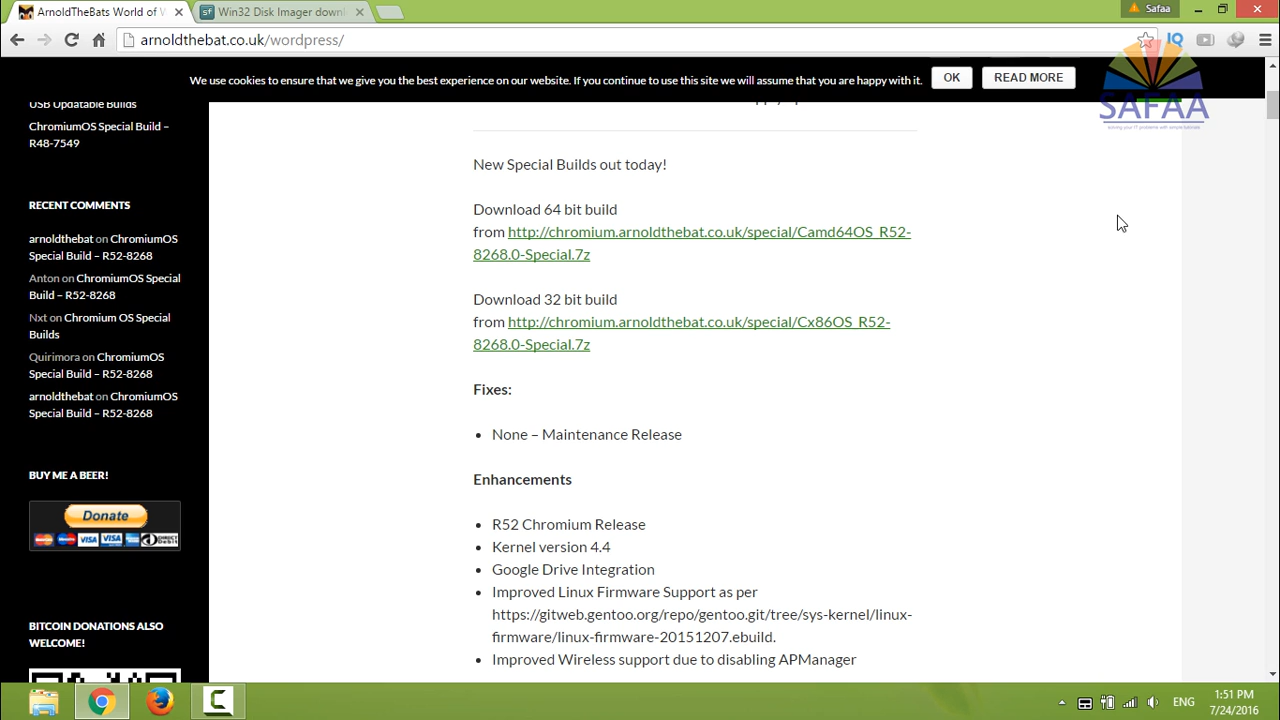 ArnoldTheBats World of W
Win32 Disk Imager downl
Safaa
arnoldthebat.co.uk/wordpress/
We use cookies to ensure that we give you the best experience on our website. If you continue to use this site we will assume that you are happy with it.
OK
READ MORE
SAFAA
USB Updatable Builds
ChromiumOS Special Build –
R48-7549
RECENT COMMENTS
arnoldthebat on ChromiumOS
Special Build – R52-8268
Anton on ChromiumOS Special
Build – R52-8268
Nxt on Chromium OS Special
Builds
Quirimora on ChromiumOS
Special Build – R52-8268
arnoldthebat on ChromiumOS
Special Build – R52-8268
BUY ME A BEER!
Donate
VISA
VISA
DIRECT
Debit
BITCOIN DONATIONS ALSO
WELCOME!
New Special Builds out today!
Download 64 bit build
from http://chromium.arnoldthebat.co.uk/special/Camd64OS_R52-
8268.0-Special.7z
Download 32 bit build
from http://chromium.arnoldthebat.co.uk/special/Cx86OS_R52-
8268.0-Special.7z
Fixes:
• None – Maintenance Release
Enhancements
• R52 Chromium Release
• Kernel version 4.4
• Google Drive Integration
• Improved Linux Firmware Support as per
https://gitweb.gentoo.org/repo/gentoo.git/tree/sys-kernel/linux-
firmware/linux-firmware-20151207.ebuild.
• Improved Wireless support due to disabling APManager
ENG
1:51 PM
7/24/2016